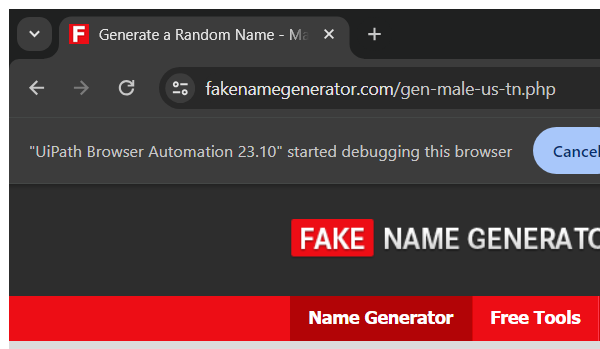 F Generate a Random Name - Ma
fakenamegenerator.com/gen-male-us-tn.php
"UiPath Browser Automation 23.10" started debugging this browser Cancel
FAKE NAME GENERATO
Name Generator Free Tools